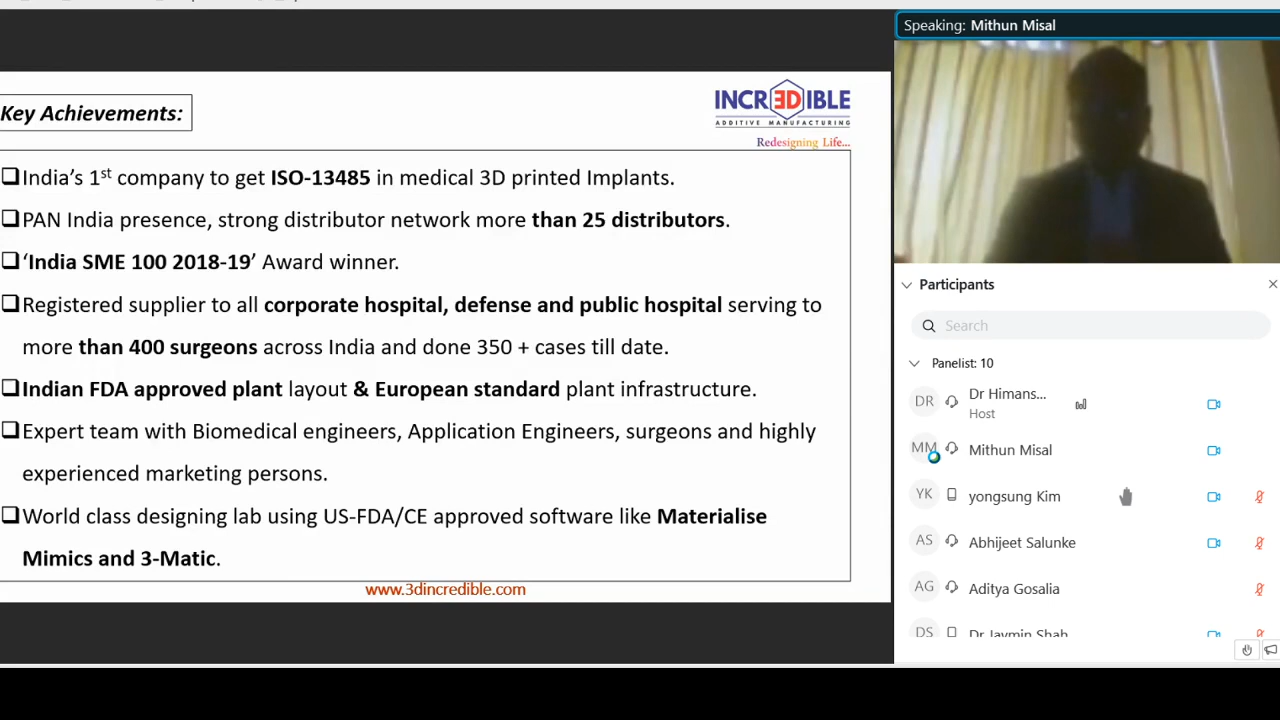 Speaking: Mithun Misal
Key Achievements:
INCREDIBLE
ADDITIVE MANUFACTURING
Redesigning Life...
India's 1st company to get ISO-13485 in medical 3D printed Implants.
PAN India presence, strong distributor network more than 25 distributors.
'India SME 100 2018-19' Award winner.
Registered supplier to all corporate hospital, defense and public hospital serving to
more than 400 surgeons across India and done 350 + cases till date.
Indian FDA approved plant layout & European standard plant infrastructure.
Expert team with Biomedical engineers, Application Engineers, surgeons and highly
experienced marketing persons.
World class designing lab using US-FDA/CE approved software like Materialise
Mimics and 3-Matic.
www.3dincredible.com
Participants
Search
Panelist: 10
DR Dr Himans...
Host
MM Mithun Misal
YK yongsung Kim
AS Abhijeet Salunke
AG Aditya Gosalia
DS Dr Jaymin Shah